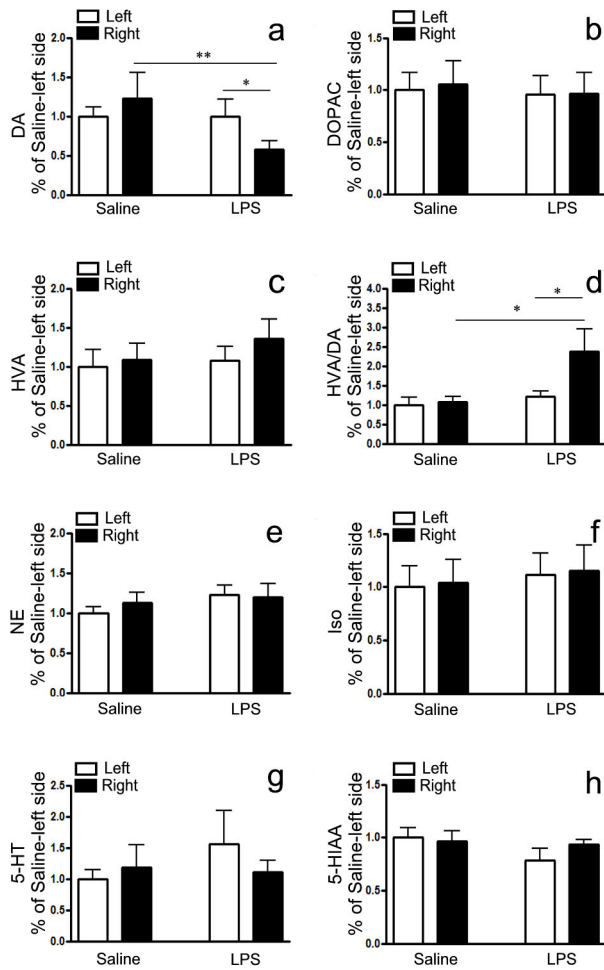 Left
Right
a
DA
% of Saline-left side
2.0
1.5
1.0
0.5
0.0
**
*
Saline LPS
Left
Right
b
DOPAC
% of Saline-left side
1.5
1.0
0.5
0.0
Saline LPS
Left
Right
c
HVA
% of Saline-left side
2.0
1.5
1.0
0.5
0.0
Saline LPS
Left
Right
d
HVA/DA
% of Saline-left side
4.0
3.5
3.0
2.5
2.0
1.5
1.0
0.5
0.0
*
*
Saline LPS
Left
Right
e
NE
% of Saline-left side
2.0
1.5
1.0
0.5
0.0
Saline LPS
Left
Right
f
Iso
% of Saline-left side
1.5
1.0
0.5
0.0
Saline LPS
Left
Right
g
5-HT
% of Saline-left side
2.5
2.0
1.5
1.0
0.5
0.0
Saline LPS
Left
Right
h
5-HIAA
% of Saline-left side
1.5
1.0
0.5
0.0
Saline LPS